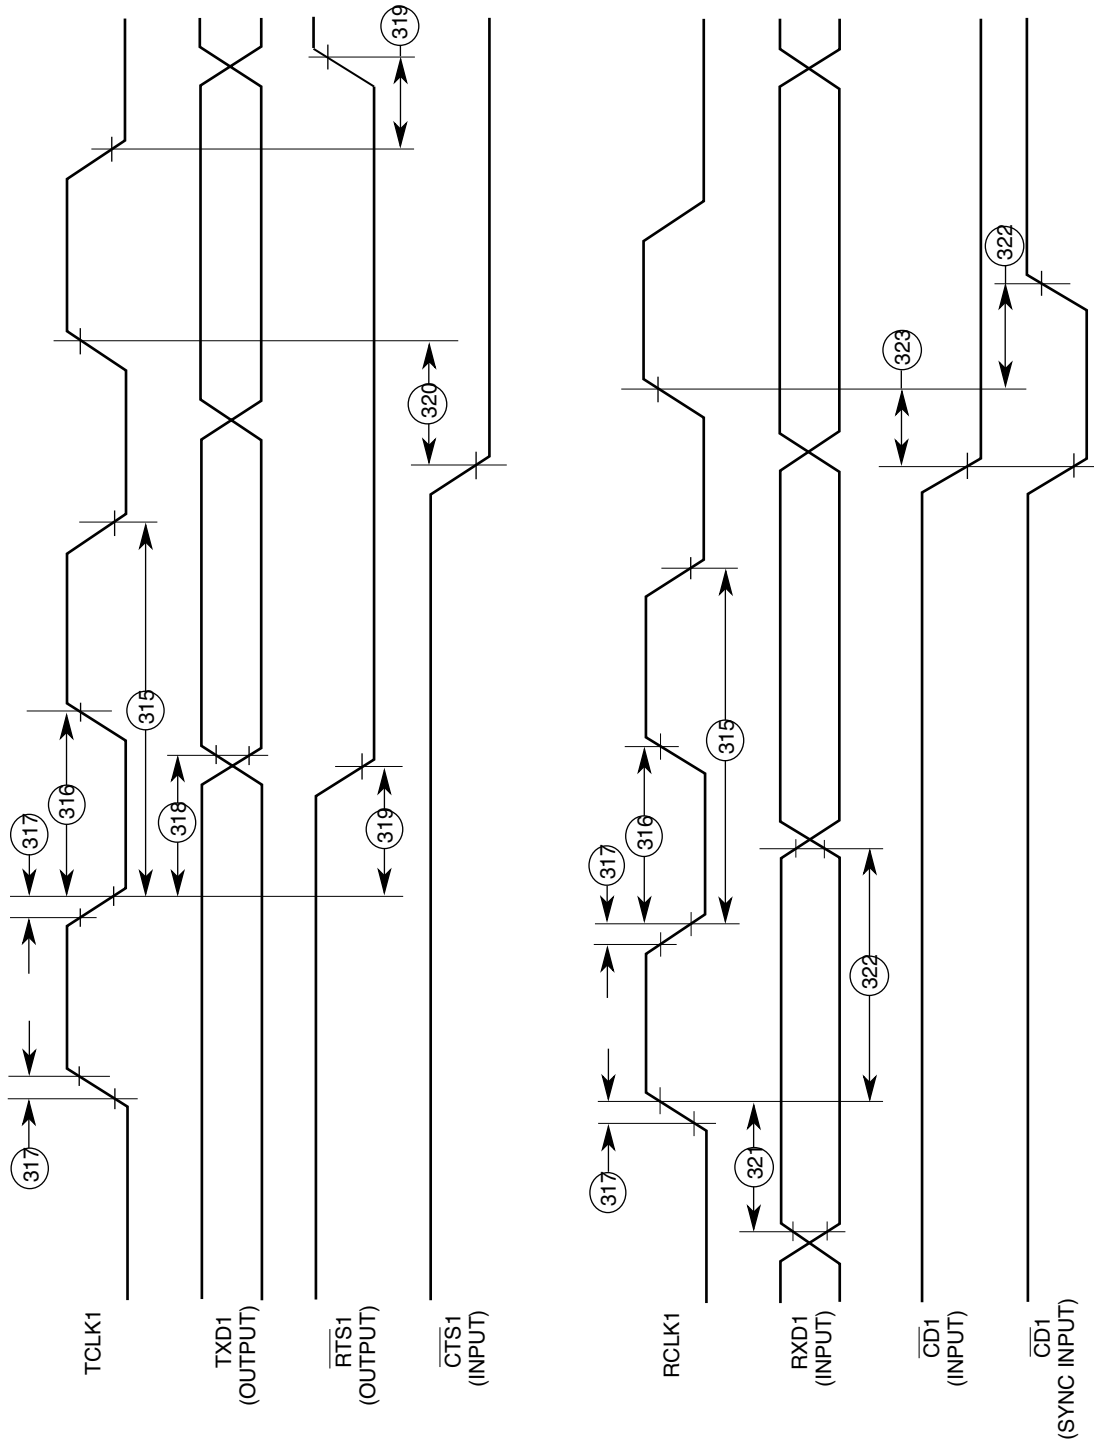 317
317
316
TCLK1
315
318
TXD1
(OUTPUT)
RTS1
(OUTPUT)
319
319
320
CTS1
(INPUT)
317
317
316
RCLK1
315
321
RXD1
(INPUT)
322
323
CD1
(INPUT)
322
CD1
(SYNC INPUT)